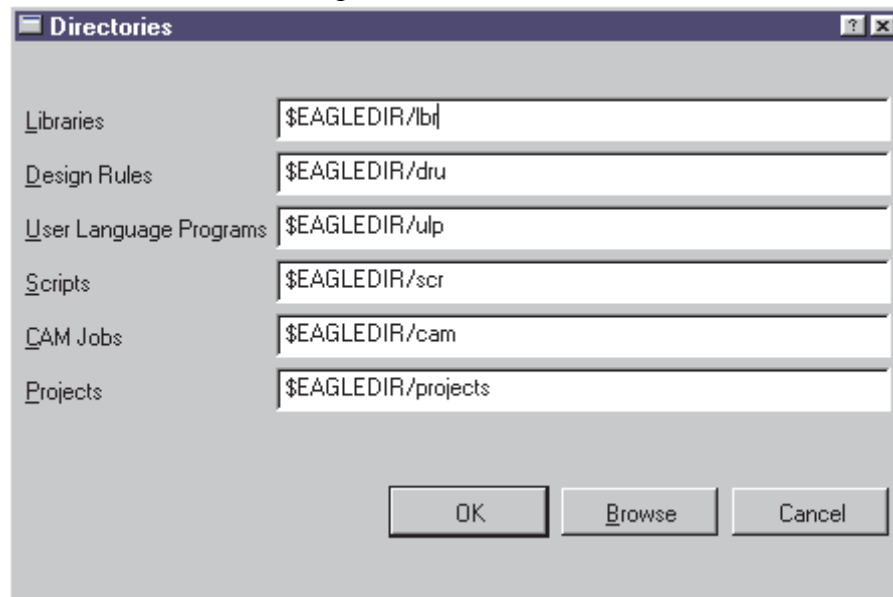 Directories
Libraries $EAGLEDIR/lbr
Design Rules $EAGLEDIR/dru
User Language Programs $EAGLEDIR/ulp
Scripts $EAGLEDIR/scr
CAM Jobs $EAGLEDIR/cam
Projects $EAGLEDIR/projects
OK Browse Cancel